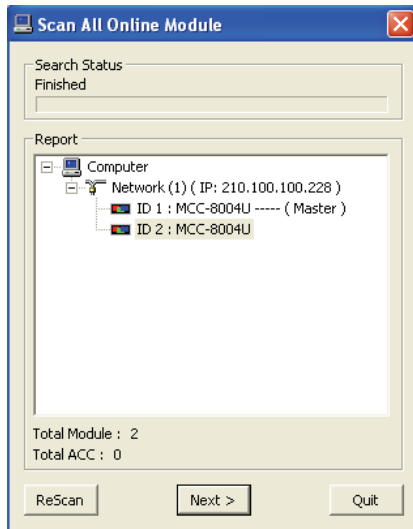 Scan All Online Module
Search Status
Finished
Report
Computer
Network (1) ( IP: 210.100.100.228 )
ID 1 : MCC-8004U ----- ( Master )
ID 2 : MCC-8004U
Total Module : 2
Total ACC : 0
ReScan Next > Quit